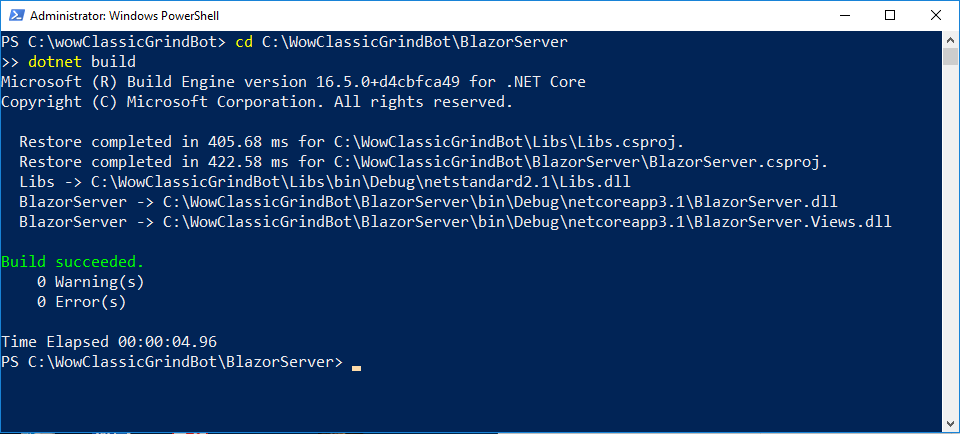 Administrator: Windows PowerShell
PS C:\wowClassicGrindBot> cd C:\WowClassicGrindBot\BlazorServer
>> dotnet build
Microsoft (R) Build Engine version 16.5.0+d4cbfca49 for .NET Core
Copyright (C) Microsoft Corporation. All rights reserved.
Restore completed in 405.68 ms for C:\WowClassicGrindBot\Libs\Libs.csproj.
Restore completed in 422.58 ms for C:\WowClassicGrindBot\BlazorServer\BlazorServer.csproj.
Libs -> C:\WowClassicGrindBot\Libs\bin\Debug\netstandard2.1\Libs.dll
BlazorServer -> C:\WowClassicGrindBot\BlazorServer\bin\Debug\netcoreapp3.1\BlazorServer.dll
BlazorServer -> C:\WowClassicGrindBot\BlazorServer\bin\Debug\netcoreapp3.1\BlazorServer.Views.dll
Build succeeded.
0 Warning(s)
0 Error(s)
Time Elapsed 00:00:04.96
PS C:\WowClassicGrindBot\BlazorServer>